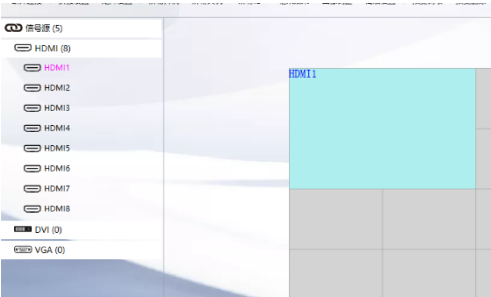 信号源 (5)
HDMI (8)
HDMI1
HDMI2
HDMI3
HDMI4
HDMI5
HDMI6
HDMI7
HDMI8
DVI (0)
VGA (0)
HDMI1